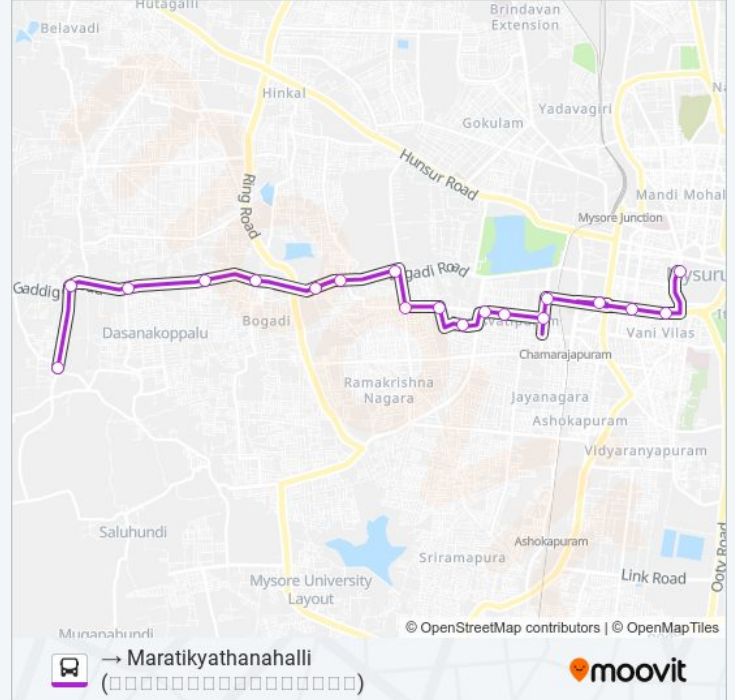 Hutagalli
Belavadi
Brindavan
Extension
Hinkal
Yadavagiri
Gokulam
Hunsur Road
Ring Road
Mandi Mohal
Mysore Junction
gadi Road
Mysuru
Bogadi
Dasanakoppalu
Vani Vilas
Chamarajapuram
Ramakrishna
Nagara
Jayanagara
Ashokapuram
Vidyaranyapuram
Saluhundi
Ashokapuram
Sriramapura
Link Road
Ooty Road
Mysore University
Layout
© OpenStreetMap contributors | © OpenMapTiles
→ Maratikyathanahalli
moovit